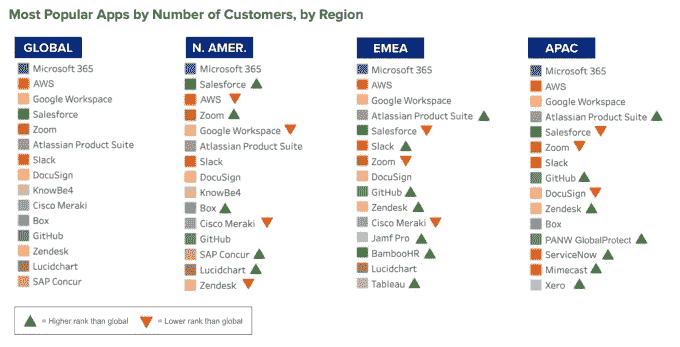 Most Popular Apps by Number of Customers, by Region
GLOBAL
Microsoft 365
AWS
Google Workspace
Salesforce
Zoom
Atlassian Product Suite
Slack
DocuSign
KnowBe4
Cisco Meraki
Box
GitHub
Zendesk
Lucidchart
SAP Concur
N. AMER.
Microsoft 365
Salesforce
AWS
Zoom
Google Workspace
Atlassian Product Suite
Slack
DocuSign
KnowBe4
Box
Cisco Meraki
GitHub
SAP Concur
Lucidchart
Zendesk
EMEA
Microsoft 365
AWS
Google Workspace
Atlassian Product Suite
Salesforce
Slack
Zoom
DocuSign
GitHub
Zendesk
Cisco Meraki
Jamf Pro
BambooHR
Lucidchart
Tableau
APAC
Microsoft 365
AWS
Google Workspace
Atlassian Product Suite
Salesforce
Zoom
Slack
GitHub
DocuSign
Zendesk
Box
PANW GlobalProtect
ServiceNow
Mimecast
Xero
= Higher rank than global
= Lower rank than global